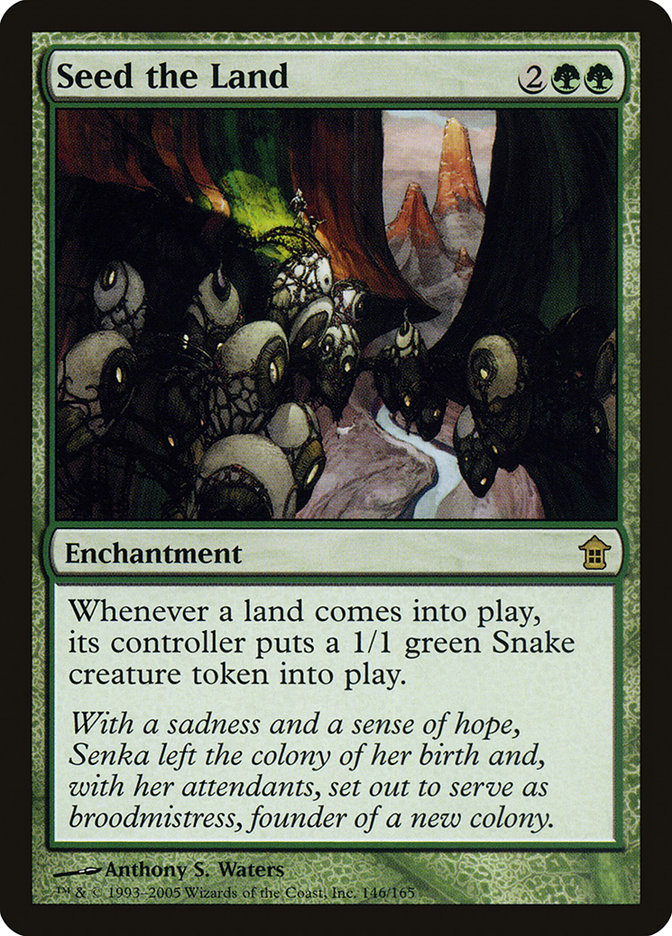 Seed the Land 2
Enchantment
Whenever a land comes into play,
its controller puts a 1/1 green Snake
creature token into play.
With a sadness and a sense of hope,
Senka left the colony of her birth and,
with her attendants, set out to serve as
broodmistress, founder of a new colony.
Anthony S. Waters
™ & © 1993–2005 Wizards of the Coast, Inc. 146/165